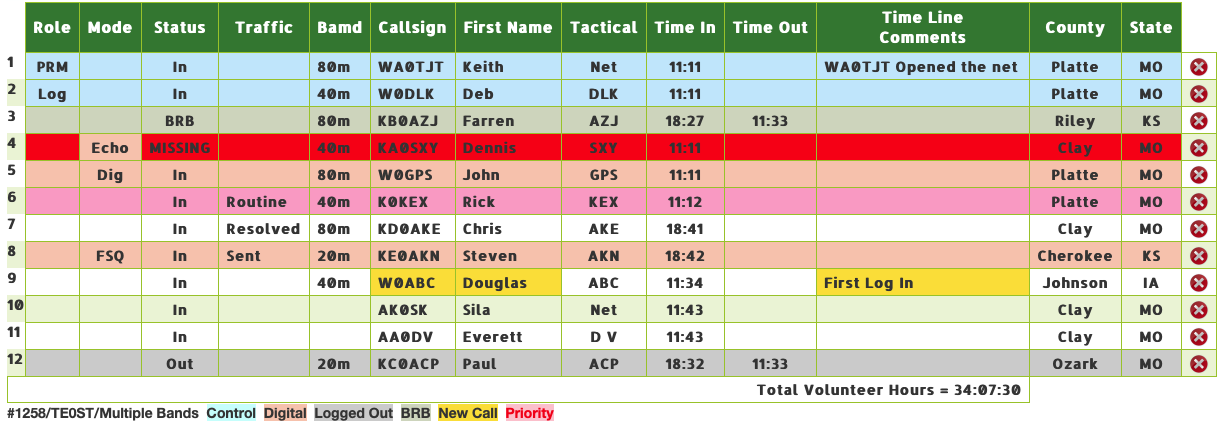 Role Mode Status Traffic Bamd Callsign First Name Tactical Time In Time Out Time Line Comments County State
1 PRM In 80m WA0TJT Keith Net 11:11 WA0TJT Opened the net Platte MO
2 Log In 40m W0DLK Deb DLK 11:11 Platte MO
3 BRB 80m KB0AZJ Farren AZJ 18:27 11:33 Riley KS
4 Echo MISSING 40m KA0SXY Dennis SXY 11:11 Clay MO
5 Dig In 80m W0GPS John GPS 11:11 Platte MO
6 In Routine 40m K0KEX Rick KEX 11:12 Platte MO
7 In Resolved 80m KD0AKE Chris AKE 18:41 Clay MO
8 FSQ In Sent 20m KE0AKN Steven AKN 18:42 Cherokee KS
9 In 40m W0ABC Douglas ABC 11:34 First Log In Johnson IA
10 In AK0SK Sila Net 11:43 Clay MO
11 In AA0DV Everett D V 11:43 Clay MO
12 Out 20m KC0ACP Paul ACP 18:32 11:33 Ozark MO
Total Volunteer Hours = 34:07:30
#1258/TE0ST/Multiple Bands Control Digital Logged Out BRB New Call Priority